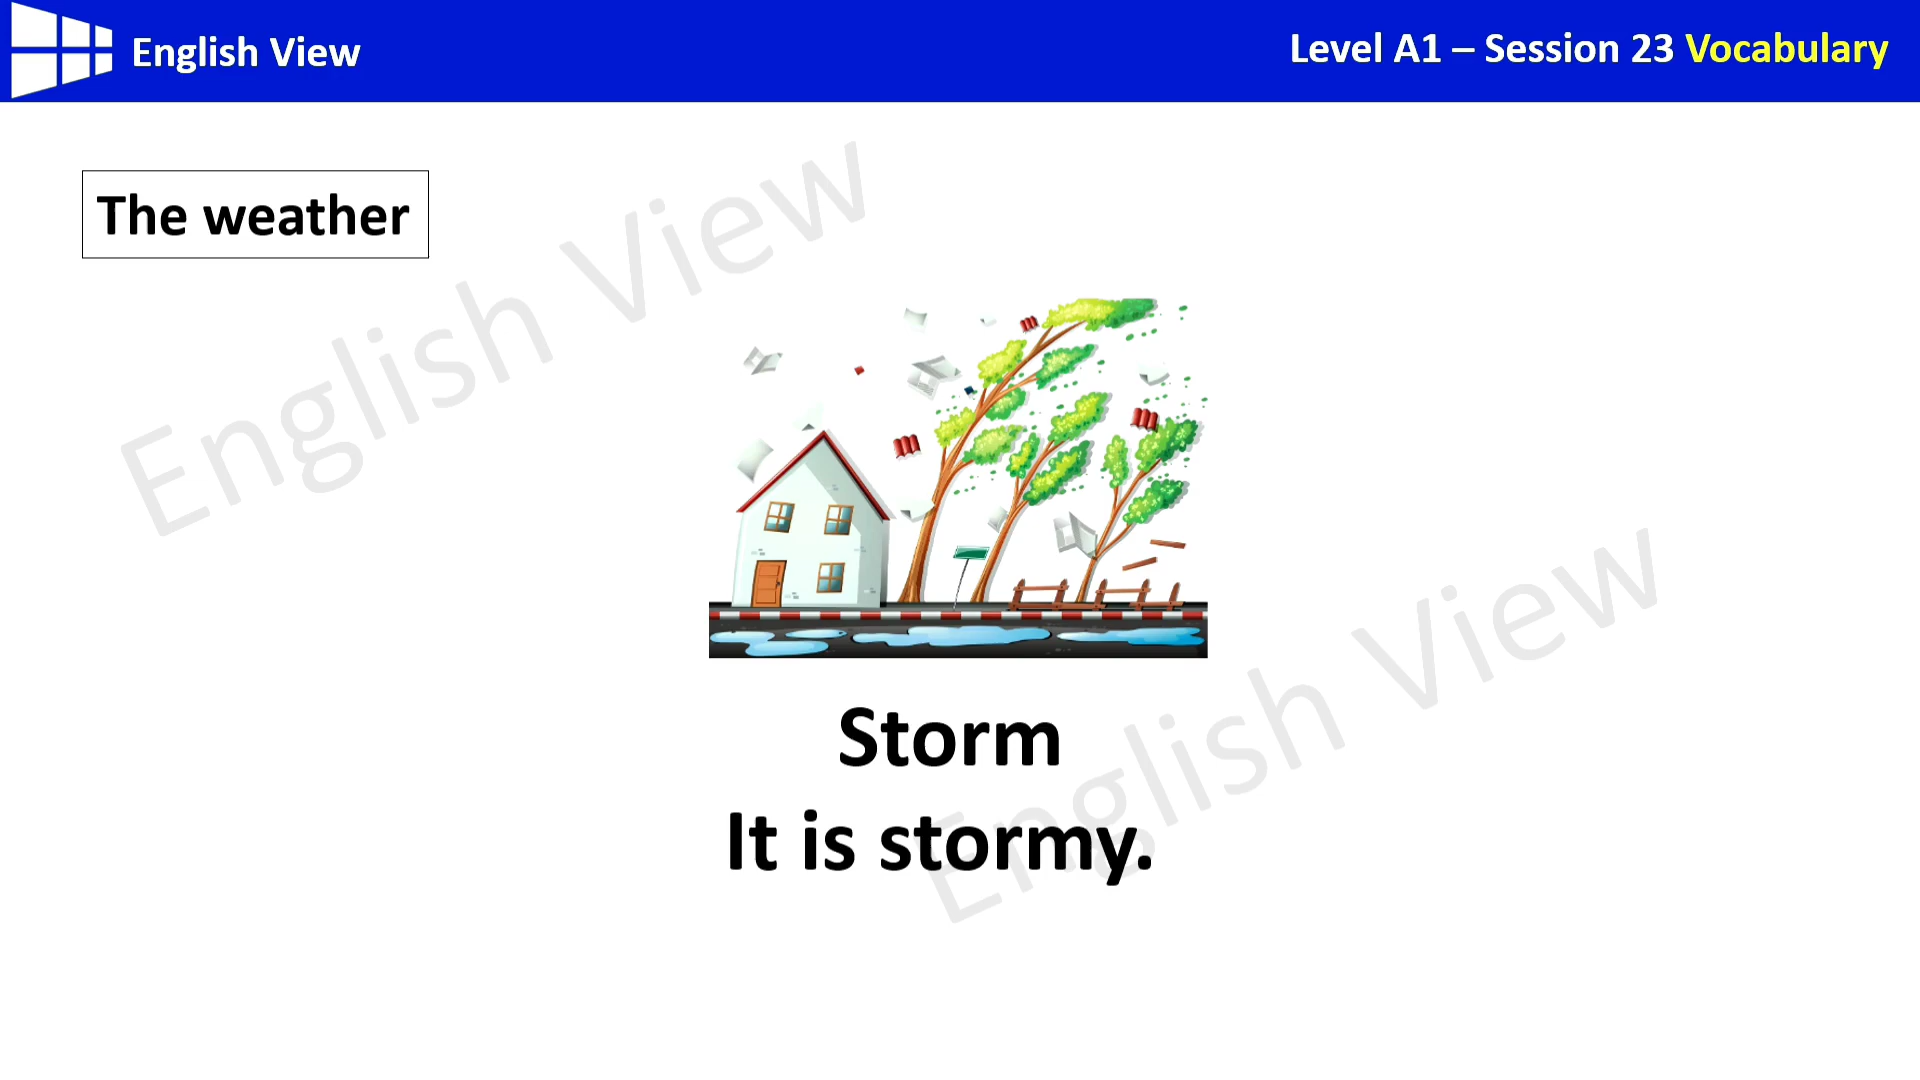 English View
Level A1 – Session 23 Vocabulary
The weather
English View
Storm
It is stormy.
English View